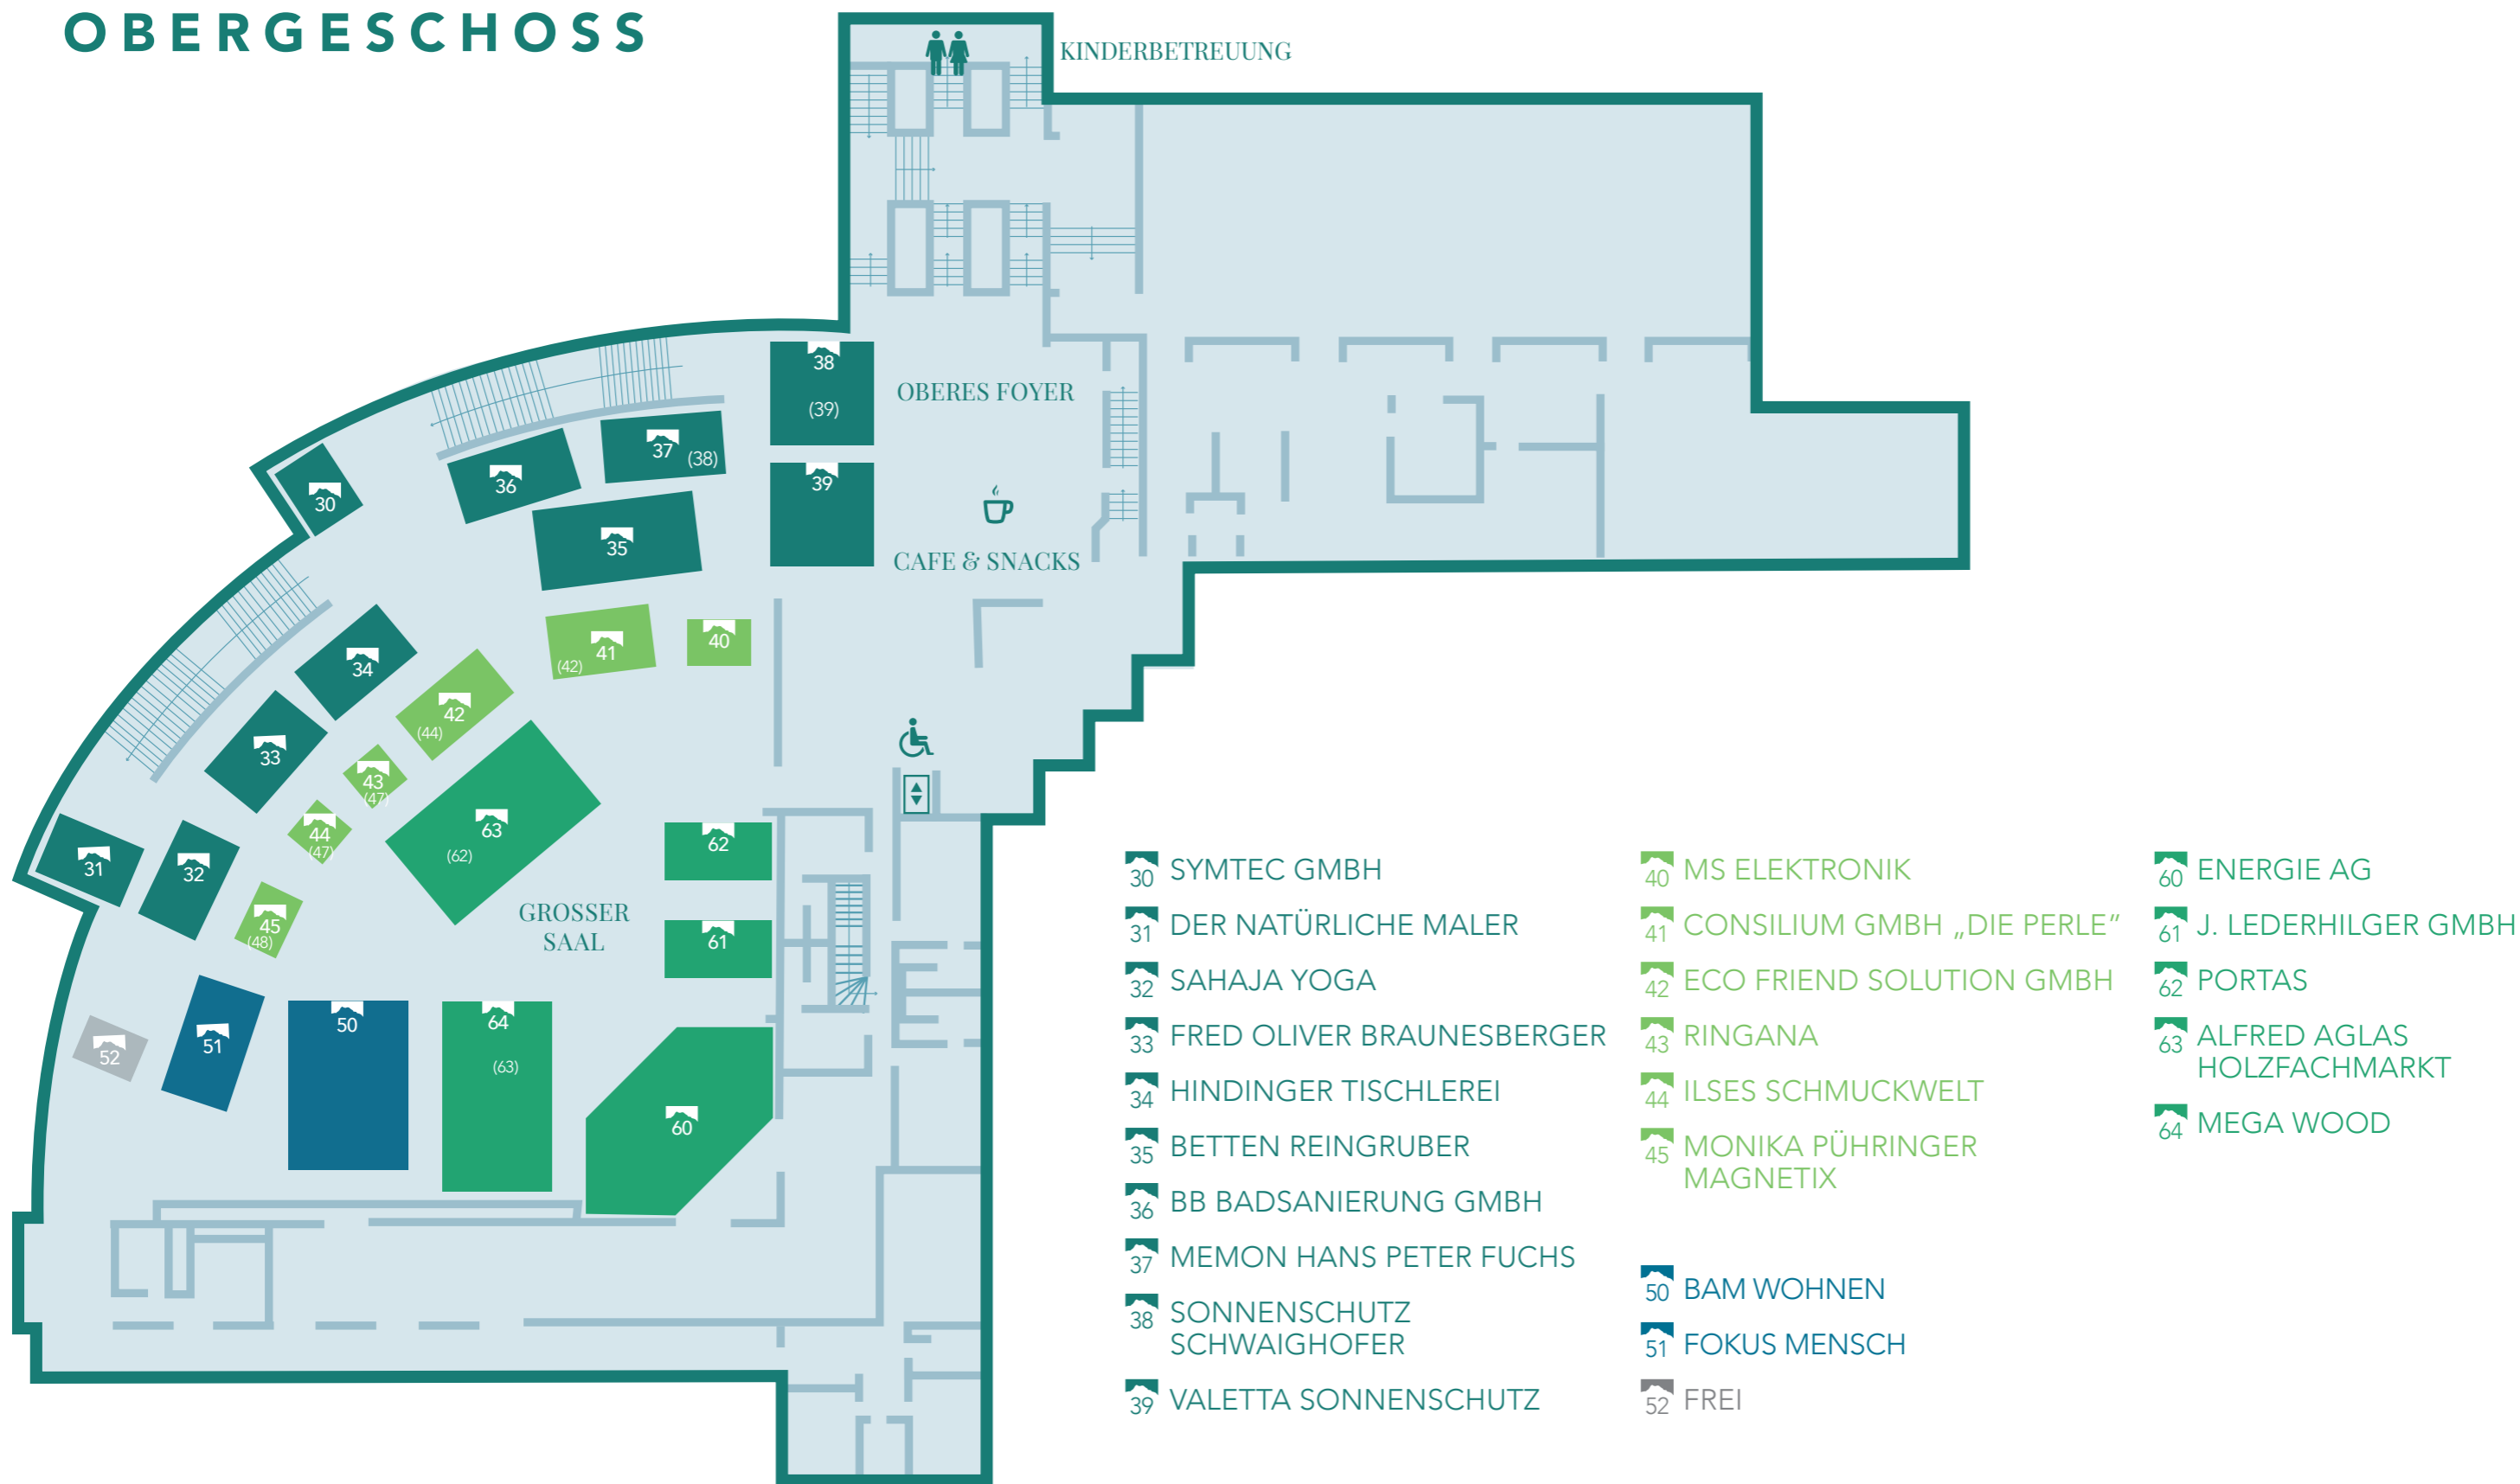 OBERGESCHOSS
KINDERBETREUUNG
38
(39)
OBERES FOYER
37
(38)
36
39
30
35
CAFE & SNACKS
40
41
(42)
34
42
(44)
33
43
(47)
44
(47)
63
(62)
62
31
32
45
(48)
GROSSER
SAAL
61
50
64
(63)
51
52
60
30 SYMTEC GMBH
31 DER NATÜRLICHE MALER
32 SAHAJA YOGA
33 FRED OLIVER BRAUNESBERGER
34 HINDINGER TISCHLEREI
35 BETTEN REINGRUBER
36 BB BADSANIERUNG GMBH
37 MEMON HANS PETER FUCHS
38 SONNENSCHUTZ
SCHWAIGHOFER
39 VALETTA SONNENSCHUTZ
40 MS ELEKTRONIK
41 CONSILIUM GMBH „DIE PERLE”
42 ECO FRIEND SOLUTION GMBH
43 RINGANA
44 ILSES SCHMUCKWELT
45 MONIKA PÜHRINGER
MAGNETIX
50 BAM WOHNEN
51 FOKUS MENSCH
52 FREI
60 ENERGIE AG
61 J. LEDERHILGER GMBH
62 PORTAS
63 ALFRED AGLAS
HOLZFACHMARKT
64 MEGA WOOD